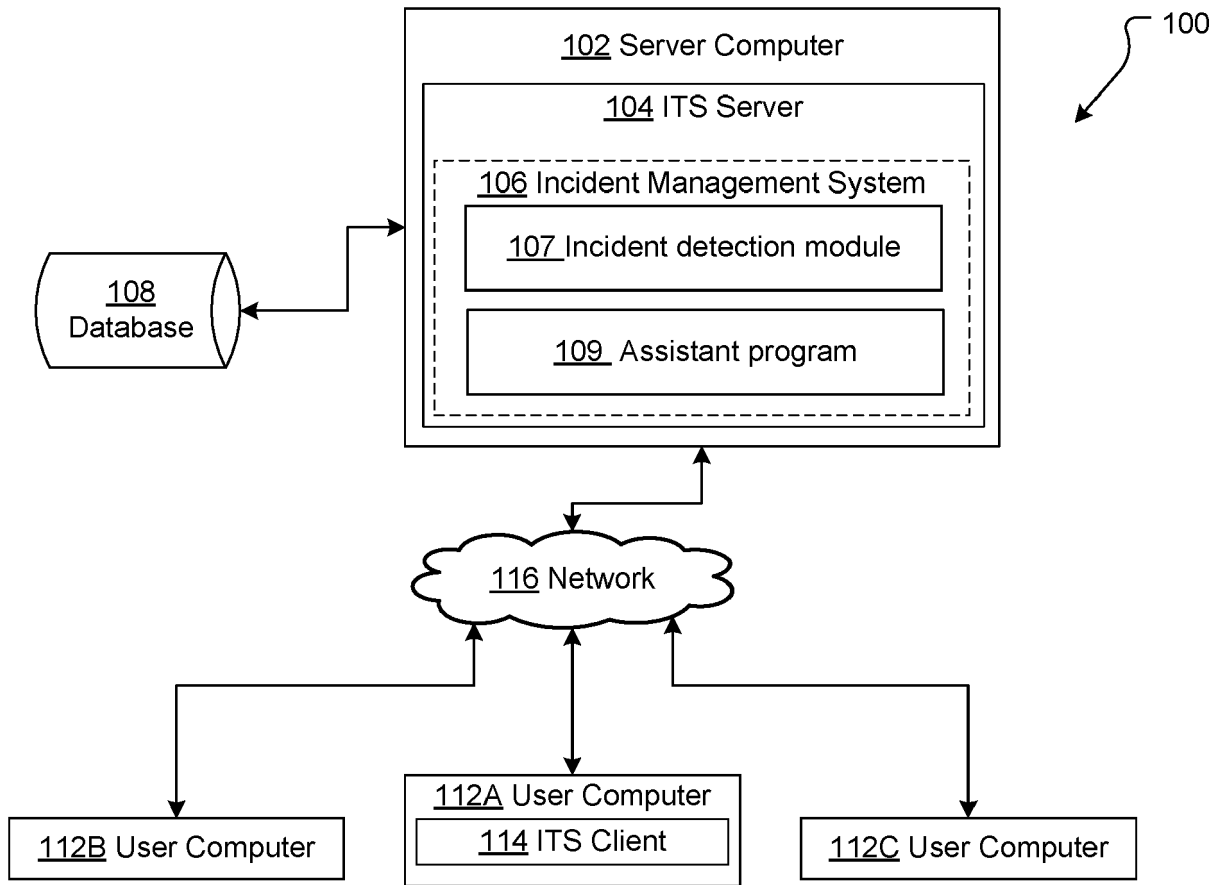 100
102 Server Computer
104 ITS Server
106 Incident Management System
107 Incident detection module
109 Assistant program
108
Database
116 Network
112A User Computer
114 ITS Client
112B User Computer
112C User Computer